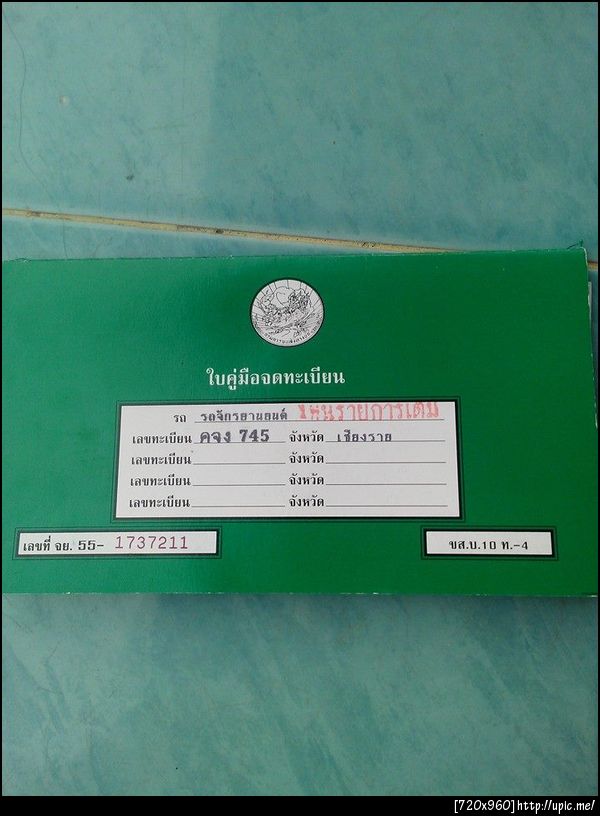 ใบคู่มือจดทะเบียน
รถ รถจักรยานยนต์ ใหม่รายการเดิม
เลขทะเบียน คจง 745 จังหวัด เชียงราย
เลขทะเบียน จังหวัด
เลขทะเบียน จังหวัด
เลขทะเบียน จังหวัด
เลขที่ จย. 55- 1737211
ขส.บ.10 ท.-4
[720x960]http://upic.me/